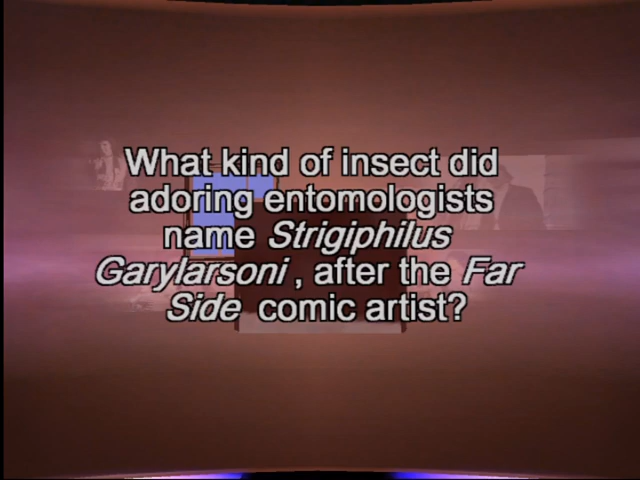 What kind of insect did
adoring entomologists
name Strigiphilus
Garylarsoni , after the Far
Side comic artist?